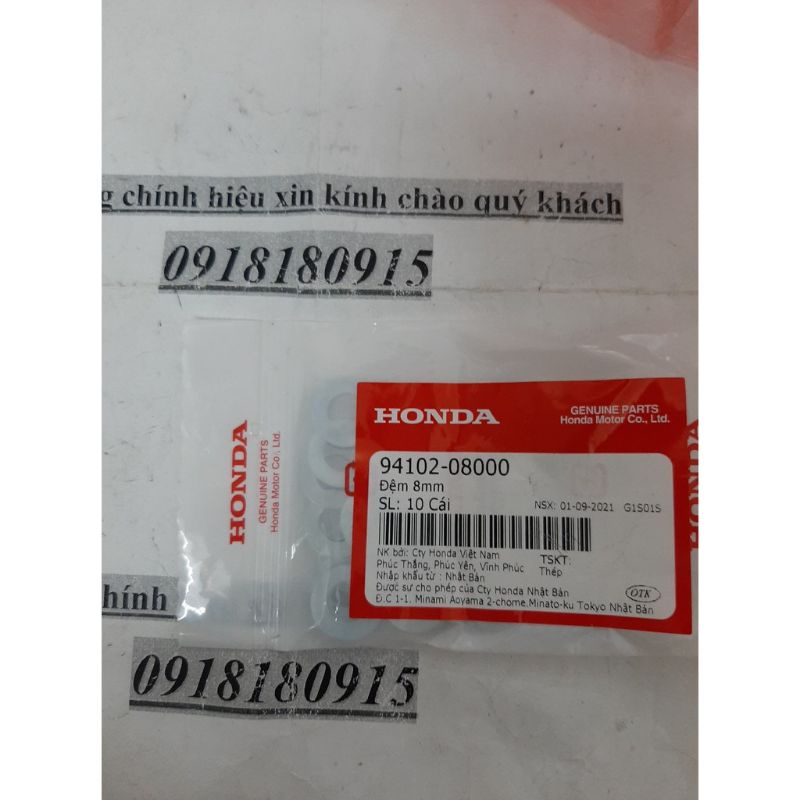 g chính hiệu xin kính chào quý khách
0918180915
HONDA
GENUINE PARTS
Honda Motor Co., Ltd.
HONDA
GENUINE PARTS
Honda Motor Co., Ltd.
94102-08000
Đệm 8mm
SL: 10 Cái
NSX: 01-09-2021 G1S01S
NK bởi: Cty Honda Việt Nam
Phúc Thắng, Phúc Yên, Vĩnh Phúc
TSKT:
Nhập khẩu từ : Nhật Bản
Thép
Được sự cho phép của Cty Honda Nhật Bản
OTK
Đ.C 1-1. Minami Aoyama 2-chome.Minato-ku Tokyo Nhật Bản
hính
0918180915